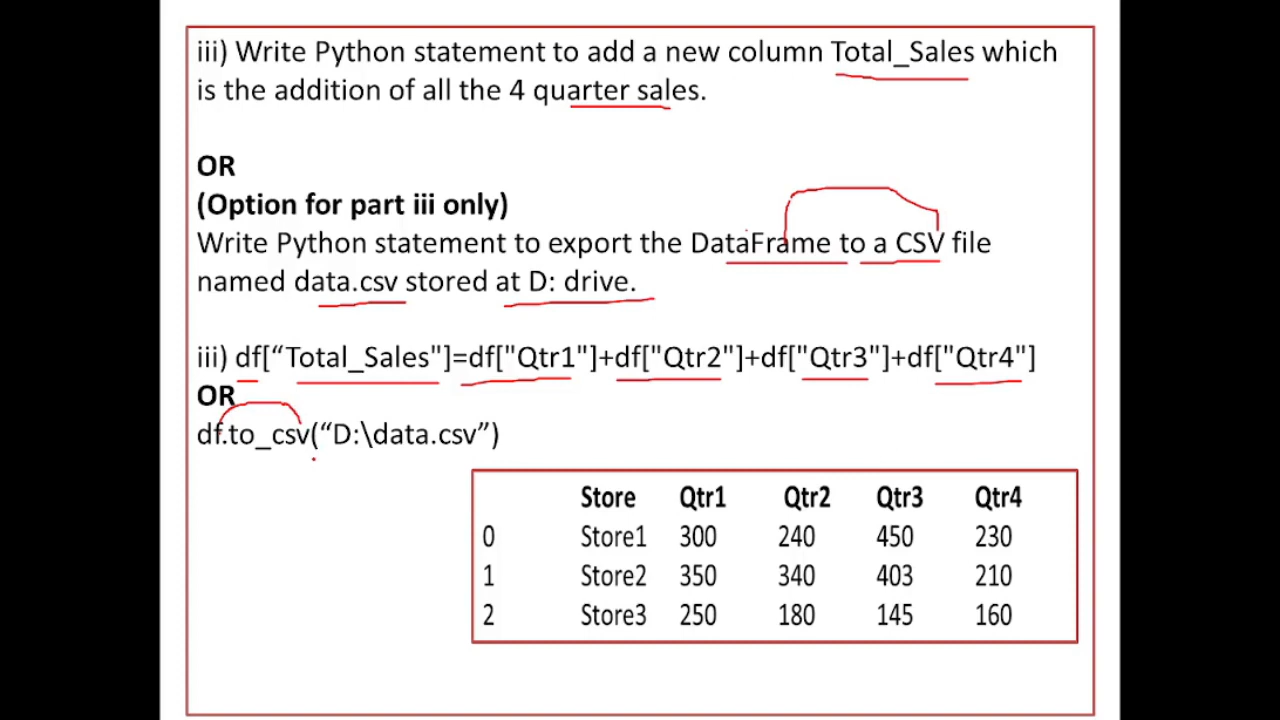 iii) Write Python statement to add a new column Total_Sales which
is the addition of all the 4 quarter sales.
OR
(Option for part iii only)
Write Python statement to export the DataFrame to a CSV file
named data.csv stored at D: drive.
iii) df[“Total_Sales"]=df["Qtr1"]+df["Qtr2"]+df["Qtr3"]+df["Qtr4"]
OR
df.to_csv(“D:\data.csv”)
Store Qtr1 Qtr2 Qtr3 Qtr4
0 Store1 300 240 450 230
1 Store2 350 340 403 210
2 Store3 250 180 145 160